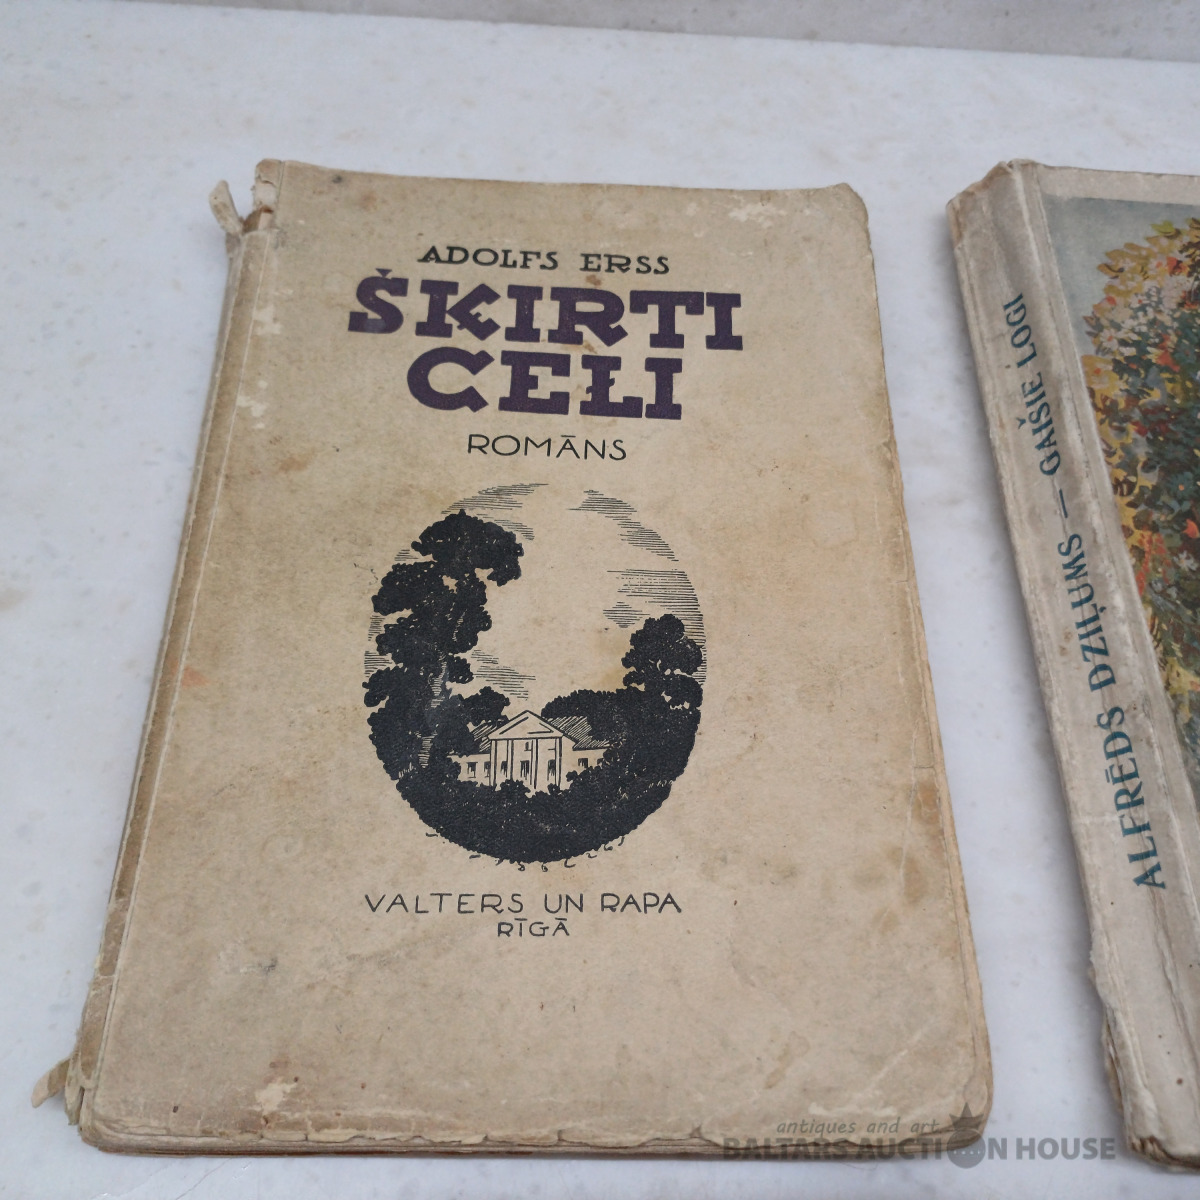 ADOLFS ERSS
ŠĶIRTI
CEĻI
ROMĀNS
VALTERS UN RAPA
RĪGĀ
ALFRĒDS DZIĻUMS — GAIŠIE LOGI
antiques and art
BALTARS AUCTION HOUSE